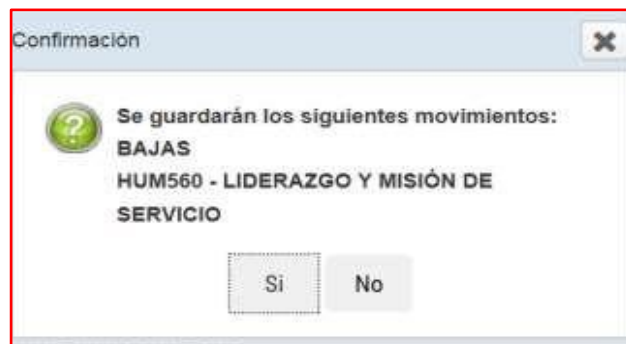 Confirmación
Se guardarán los siguientes movimientos:
BAJAS
HUM560 - LIDERAZGO Y MISIÓN DE
SERVICIO
Si No